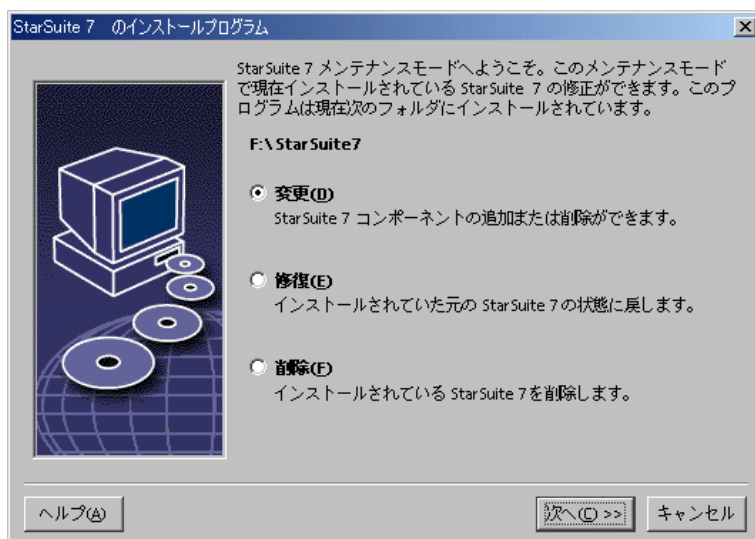 StarSuite 7 のインストールプログラム
StarSuite 7 メンテナンスモードへようこそ。このメンテナンスモード
で現在インストールされている StarSuite 7 の修正ができます。このプ
ログラムは現在次のフォルダにインストールされています。
F:\StarSuite7
変更(D)
StarSuite 7 コンポーネントの追加または削除ができます。
修復(E)
インストールされていた元の StarSuite 7 の状態に戻します。
削除(F)
インストールされている StarSuite 7を削除します。
ヘルプ(A)
次へ(C) >>
キャンセル